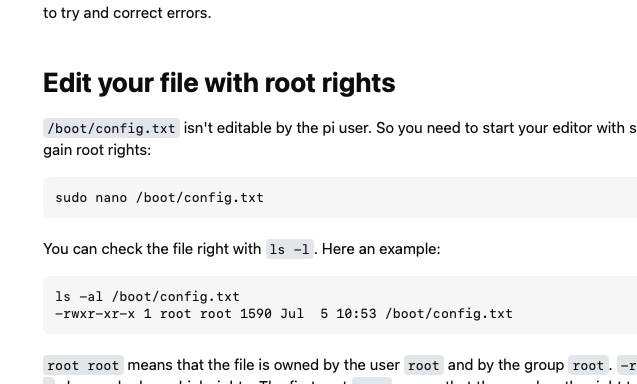 to try and correct errors.
Edit your file with root rights
/boot/config.txt isn't editable by the pi user. So you need to start your editor with
gain root rights:
sudo nano /boot/config.txt
You can check the file right with ls -l. Here an example:
ls -al /boot/config.txt
-rwxr-xr-x 1 root root 1590 Jul  5 10:53 /boot/config.txt
root root means that the file is owned by the user root and by the group root. -r